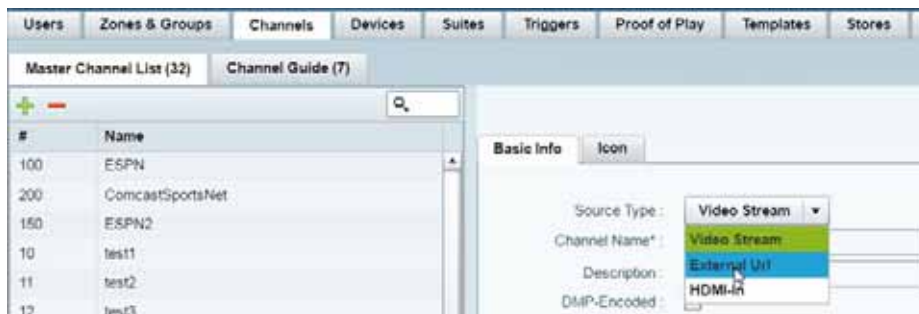 Users Zones & Groups Channels Devices Suites Triggers Proof of Play Templates Stores
Master Channel List (32) Channel Guide (7)
# Name
100 ESPN
200 ComcastSportsNet
150 ESPN2
10 test1
11 test2
12 test3
Basic Info Icon
Source Type : Video Stream
Channel Name* : Video Stream
Description : External Url
DMP-Encoded : HDMI-in